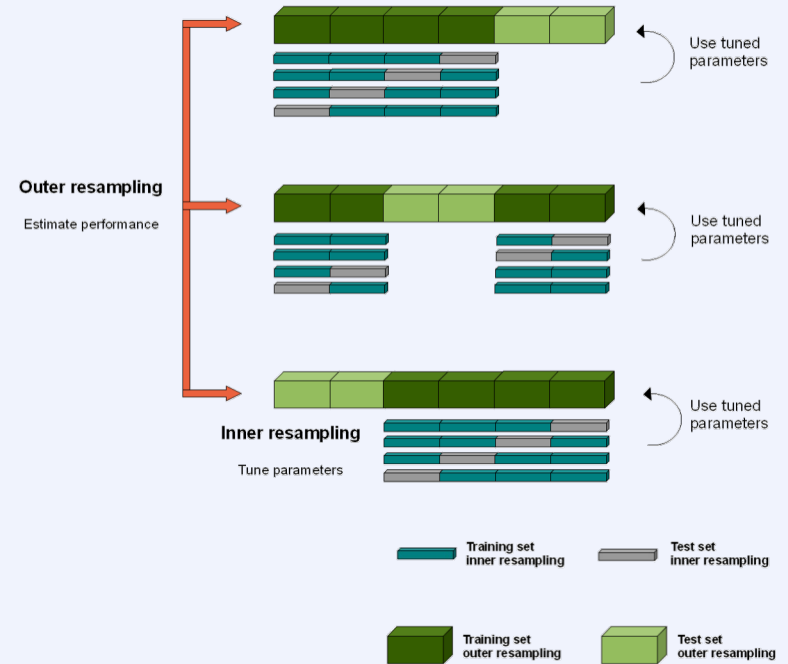 Use tuned
parameters
Outer resampling
Estimate performance
Use tuned
parameters
Use tuned
parameters
Inner resampling
Tune parameters
Training set
inner resampling
Test set
inner resampling
Training set
outer resampling
Test set
outer resampling